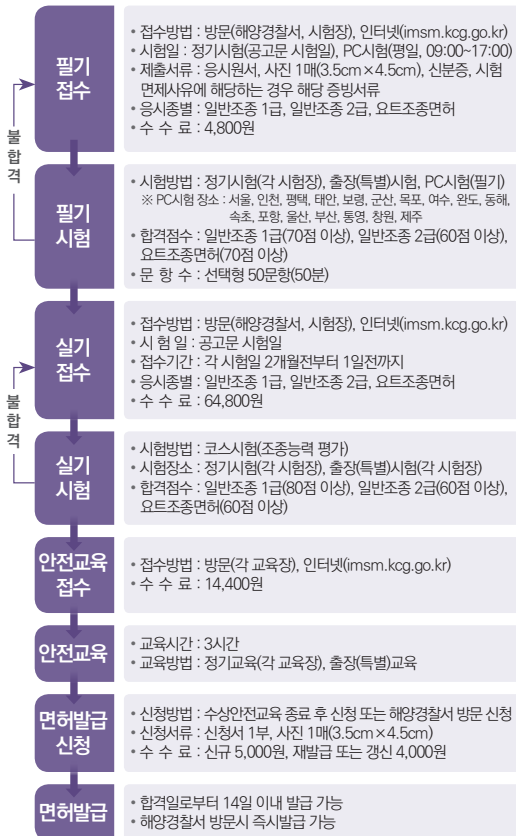 필기
접수
• 접수방법 : 방문(해양경찰서, 시험장), 인터넷(imsm.kcg.go.kr)
• 시험일 : 정기시험(공고문 시험일), PC시험(평일, 09:00~17:00)
• 제출서류 : 응시원서, 사진 1매(3.5cm×4.5cm), 신분증, 시험
면제사유에 해당하는 경우 해당 증빙서류
• 응시종별 : 일반조종 1급, 일반조종 2급, 요트조종면허
• 수 수 료 : 4,800원
불합격
필기
시험
• 시험방법 : 정기시험(각 시험장), 출장(특별)시험, PC시험(필기)
※ PC시험 장소 : 서울, 인천, 평택, 태안, 보령, 군산, 목포, 여수, 완도, 동해,
속초, 포항, 울산, 부산, 통영, 창원, 제주
• 합격점수 : 일반조종 1급(70점 이상), 일반조종 2급(60점 이상),
요트조종면허(70점 이상)
• 문 항 수 : 선택형 50문항(50분)
실기
접수
• 접수방법 : 방문(해양경찰서, 시험장), 인터넷(imsm.kcg.go.kr)
• 시 험 일 : 공고문 시험일
• 접수기간 : 각 시험일 2개월전부터 1일전까지
• 응시종별 : 일반조종 1급, 일반조종 2급, 요트조종면허
• 수 수 료 : 64,800원
불합격
실기
시험
• 시험방법 : 코스시험(조종능력 평가)
• 시험장소 : 정기시험(각 시험장), 출장(특별)시험(각 시험장)
• 합격점수 : 일반조종 1급(80점 이상), 일반조종 2급(60점 이상),
요트조종면허(60점 이상)
안전교육
접수
• 접수방법 : 방문(각 교육장), 인터넷(imsm.kcg.go.kr)
• 수 수 료 : 14,400원
안전교육
• 교육시간 : 3시간
• 교육방법 : 정기교육(각 교육장), 출장(특별)교육
면허발급
신청
• 신청방법 : 수상안전교육 종료 후 신청 또는 해양경찰서 방문 신청
• 신청서류 : 신청서 1부, 사진 1매(3.5cm×4.5cm)
• 수 수 료 : 신규 5,000원, 재발급 또는 갱신 4,000원
면허발급
• 합격일로부터 14일 이내 발급 가능
• 해양경찰서 방문시 즉시발급 가능